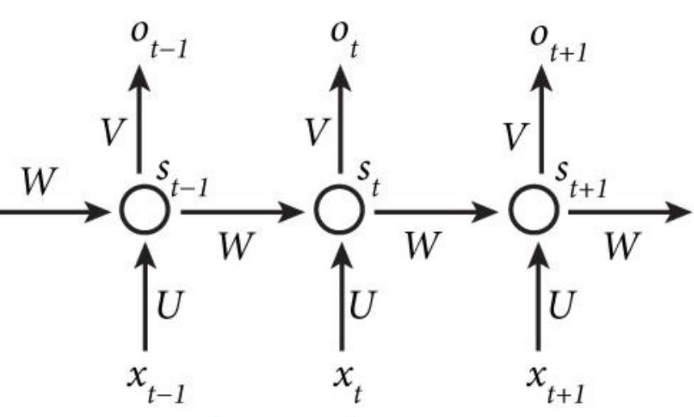 o_{t-1} o_t o_{t+1}
V V V
W s_{t-1} s_t s_{t+1}
W W W
U U U
x_{t-1} x_t x_{t+1}